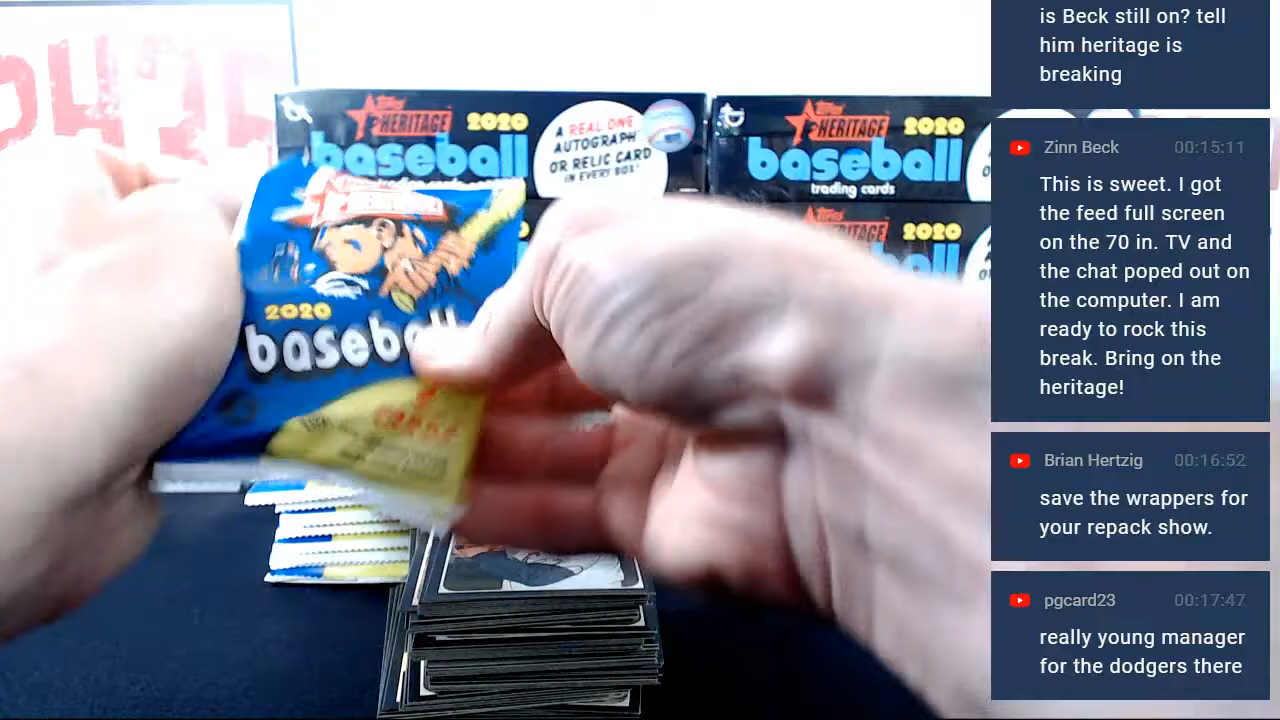 is Beck still on? tell
him heritage is
breaking
Zinn Beck 00:15:11
This is sweet. I got
the feed full screen
on the 70 in. TV and
the chat poped out on
the computer. I am
ready to rock this
break. Bring on the
heritage!
Brian Hertzig 00:16:52
save the wrappers for
your repack show.
pgcard23 00:17:47
really young manager
for the dodgers there
Topps
HERITAGE 2020
baseball
A REAL ONE
AUTOGRAPH
OR RELIC CARD
IN EVERY BOX*
Topps
HERITAGE 2020
baseball
trading cards
Topps
2020
2020
baseball